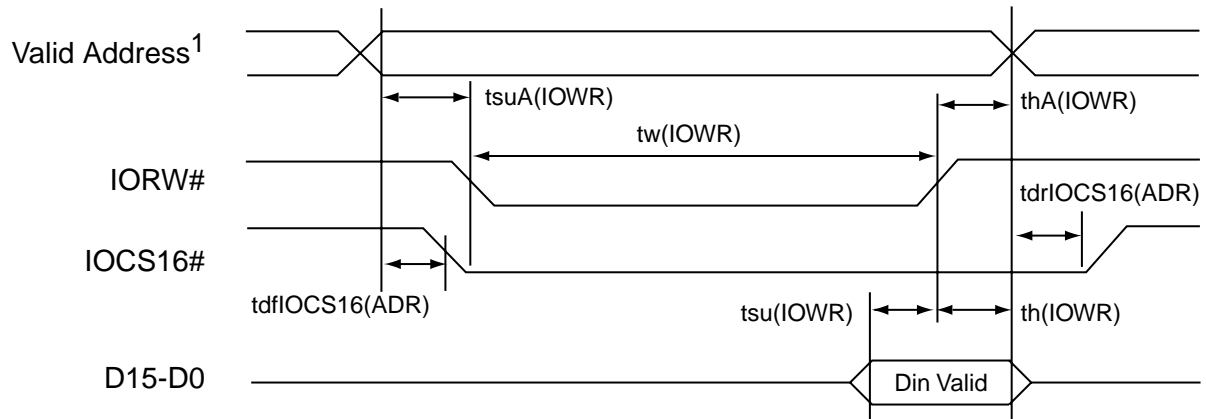 Valid Address1
tsuA(IOWR)
thA(IOWR)
tw(IOWR)
IORW#
tdrIOCS16(ADR)
IOCS16#
tdfIOCS16(ADR)
tsu(IOWR)
th(IOWR)
D15-D0
Din Valid